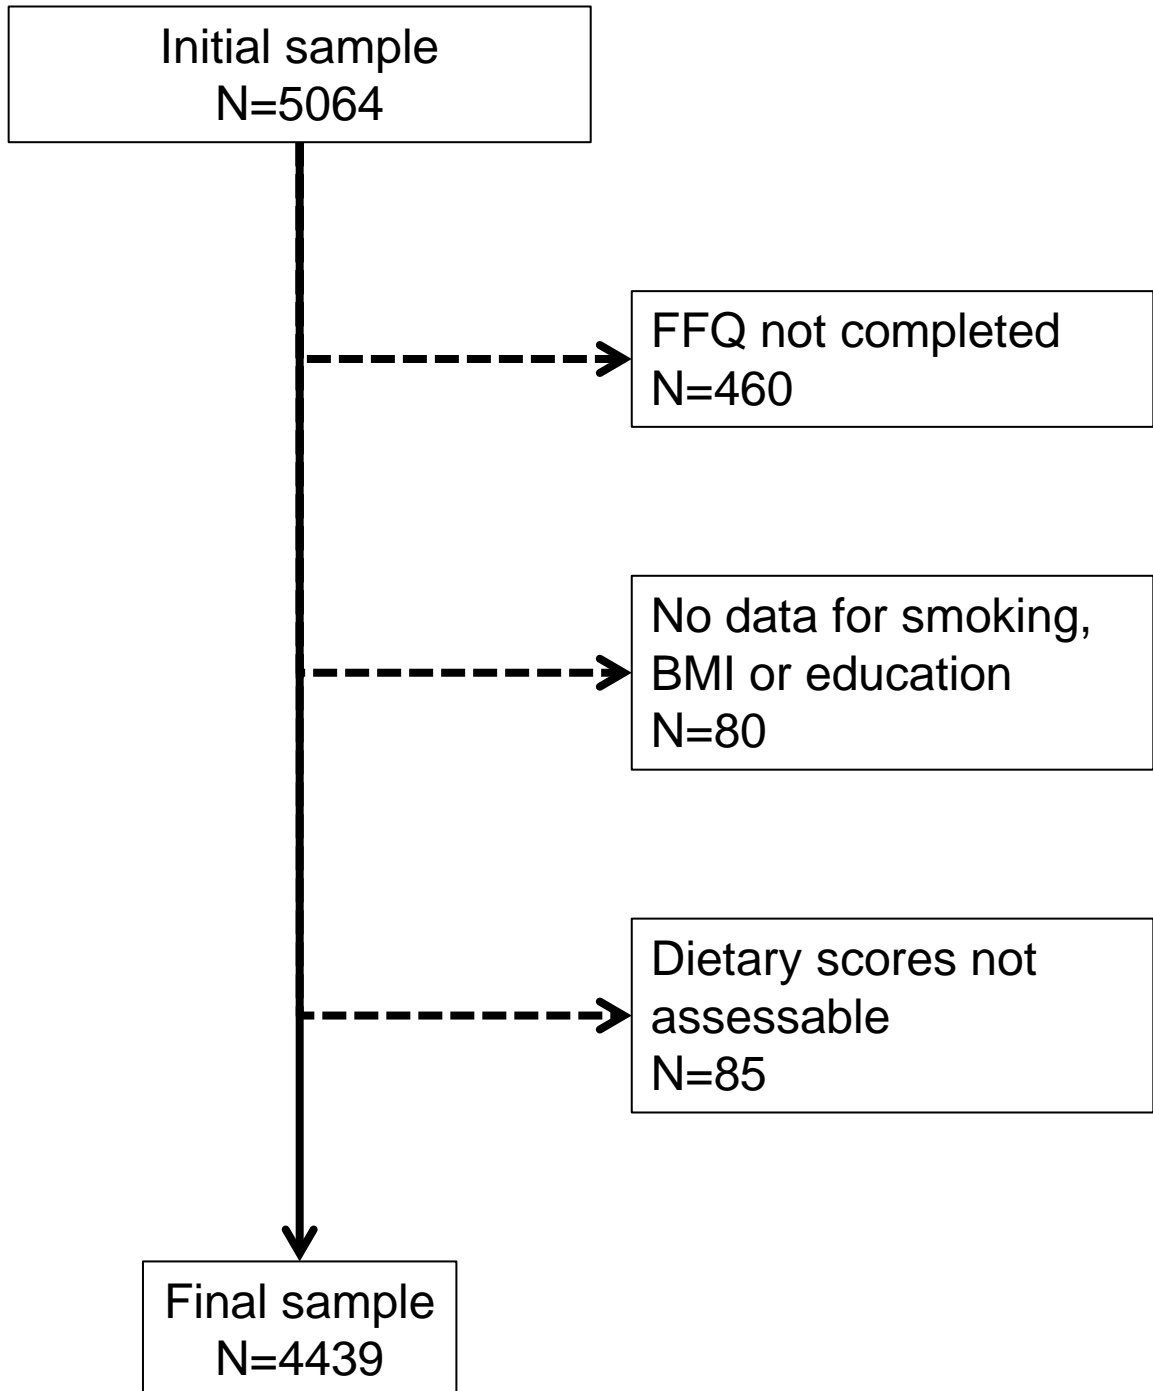 Initial sample
N=5064
FFQ not completed
N=460
No data for smoking,
BMI or education
N=80
Dietary scores not
assessable
N=85
Final sample
N=4439